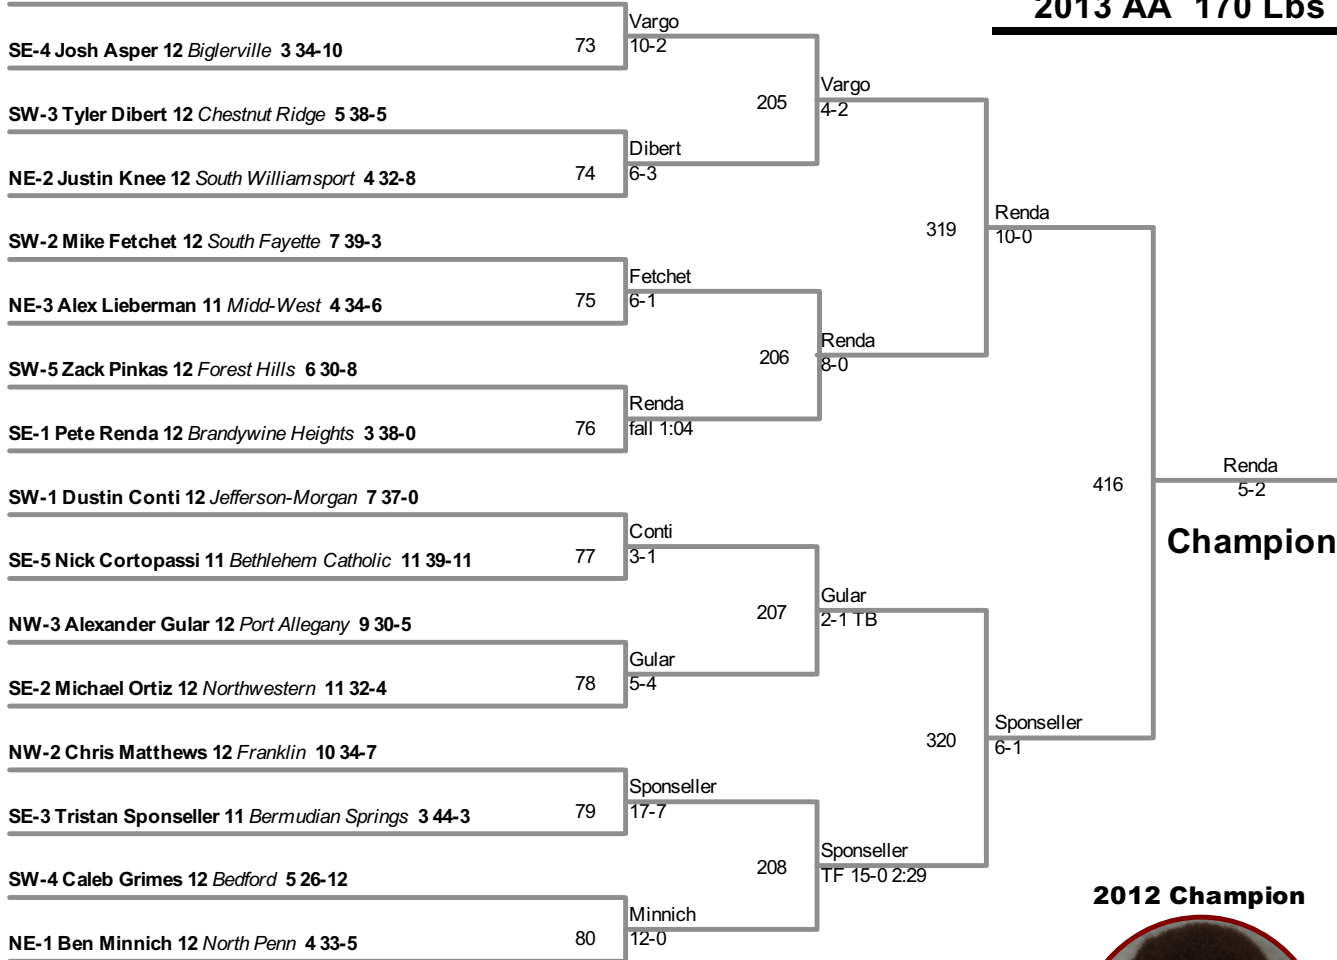 2013 AA 170 Lbs
Vargo
SE-4 Josh Asper 12 Biglerville 3 34-10
73
10-2
Vargo
205
4-2
SW-3 Tyler Dibert 12 Chestnut Ridge 5 38-5
Dibert
NE-2 Justin Knee 12 South Williamsport 4 32-8
74
6-3
Renda
319
10-0
SW-2 Mike Fetchet 12 South Fayette 7 39-3
Fetchet
NE-3 Alex Lieberman 11 Midd-West 4 34-6
75
6-1
Renda
206
8-0
SW-5 Zack Pinkas 12 Forest Hills 6 30-8
Renda
SE-1 Pete Renda 12 Brandywine Heights 3 38-0
76
fall 1:04
Renda
416
5-2
Champion
SW-1 Dustin Conti 12 Jefferson-Morgan 7 37-0
Conti
SE-5 Nick Cortopassi 11 Bethlehem Catholic 11 39-11
77
3-1
Gular
207
2-1 TB
NW-3 Alexander Gular 12 Port Allegany 9 30-5
Gular
SE-2 Michael Ortiz 12 Northwestern 11 32-4
78
5-4
Sponseller
320
6-1
NW-2 Chris Matthews 12 Franklin 10 34-7
Sponseller
SE-3 Tristan Sponseller 11 Bermudian Springs 3 44-3
79
17-7
Sponseller
208
TF 15-0 2:29
SW-4 Caleb Grimes 12 Bedford 5 26-12
2012 Champion
Minnich
NE-1 Ben Minnich 12 North Penn 4 33-5
80
12-0